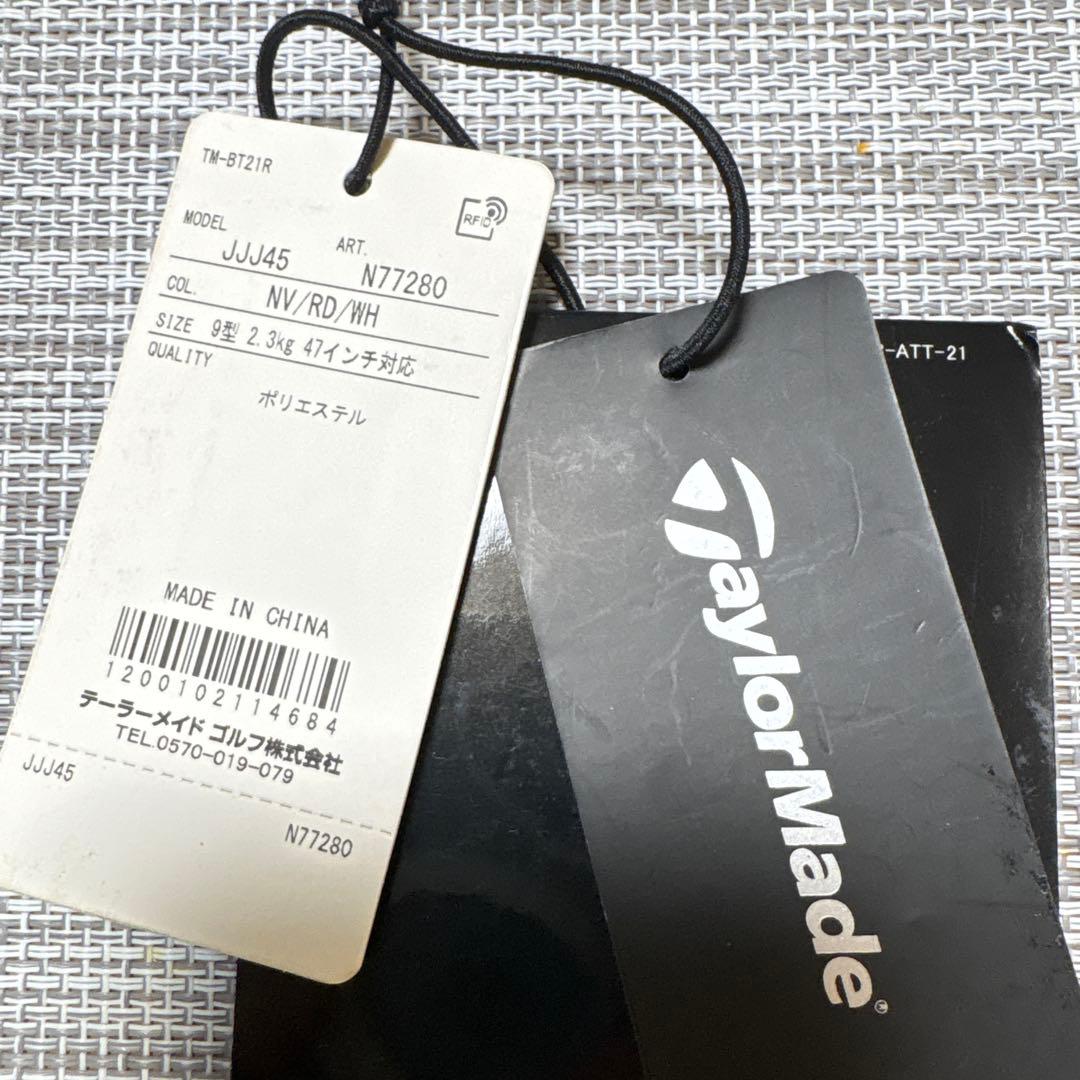 TM-BT21R
RFID
MODEL JJJ45 ART. N77280
COL. NV/RD/WH
SIZE 9型 2.3kg 47インチ対応
QUALITY
ポリエステル
MADE IN CHINA
1200102114684
テーラーメイド ゴルフ株式会社
TEL.0570-019-079
JJJ45
N77280
-ATT-21
TaylorMade®